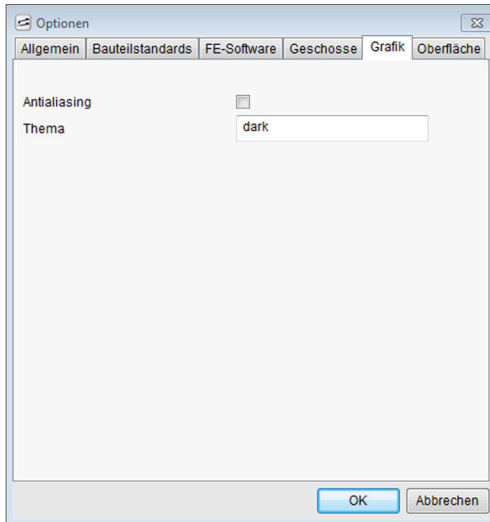 Optionen
Allgemein Bauteilstandards FE-Software Geschosse Grafik Oberfläche
Antialiasing
Thema dark
OK Abbrechen